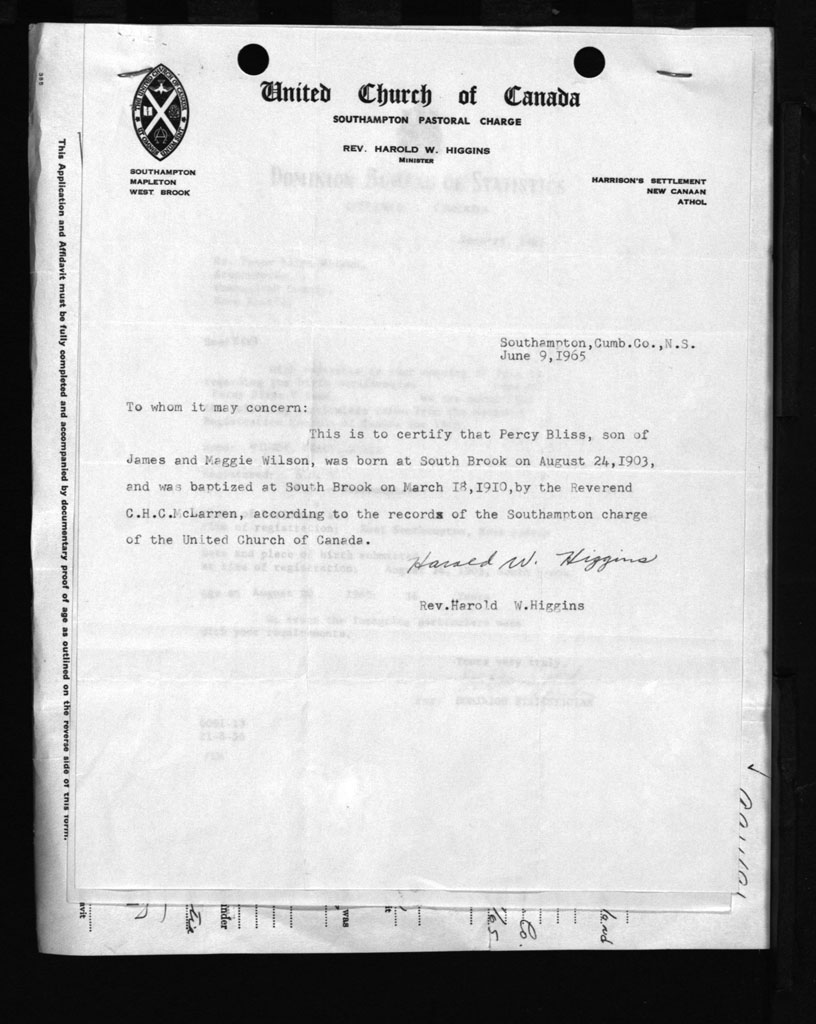 United Church of Canada
SOUTHAMPTON PASTORAL CHARGE
REV. HAROLD W. HIGGINS
MINISTER
SOUTHAMPTON
MAPLETON
WEST BROOK
HARRISON'S SETTLEMENT
NEW CANAAN
ATHOL
DOMINION BUREAU OF STATISTICS
Southampton,Cumb.Co.,N.S.
June 9,1965
To whom it may concern:
This is to certify that Percy Bliss, son of
James and Maggie Wilson, was born at South Brook on August 24,1903,
and was baptized at South Brook on March 18,1910,by the Reverend
C.H.C.McLarren, according to the records of the Southampton charge
of the United Church of Canada.
Harold W. Higgins
Rev.Harold W.Higgins
This Application and Affidavit must be fully completed and accompanied by documentary proof of age as outlined on the reverse side of this form.